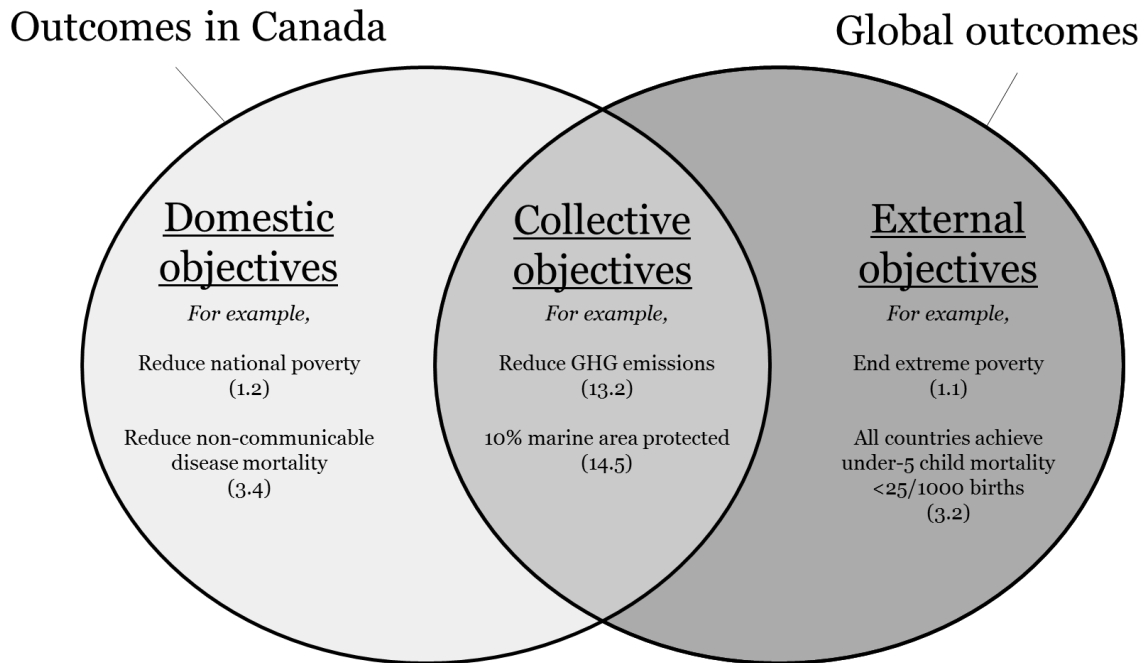 Outcomes in Canada
Global outcomes
Domestic
objectives
For example,
Reduce national poverty
(1.2)
Reduce non-communicable
disease mortality
(3.4)
Collective
objectives
For example,
Reduce GHG emissions
(13.2)
10% marine area protected
(14.5)
External
objectives
For example,
End extreme poverty
(1.1)
All countries achieve
under-5 child mortality
<25/1000 births
(3.2)